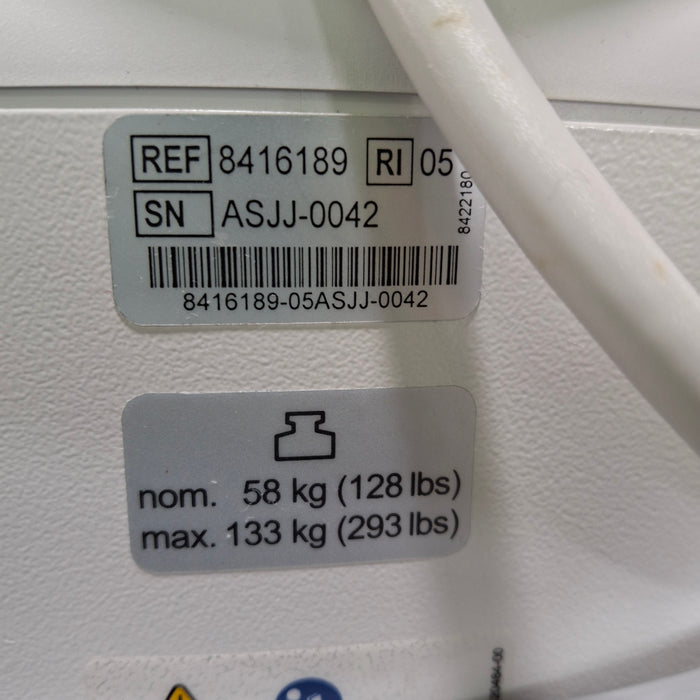 REF 8416189 RI 05
SN ASJJ-0042
8416189-05ASJJ-0042
nom. 58 kg (128 lbs)
max. 133 kg (293 lbs)